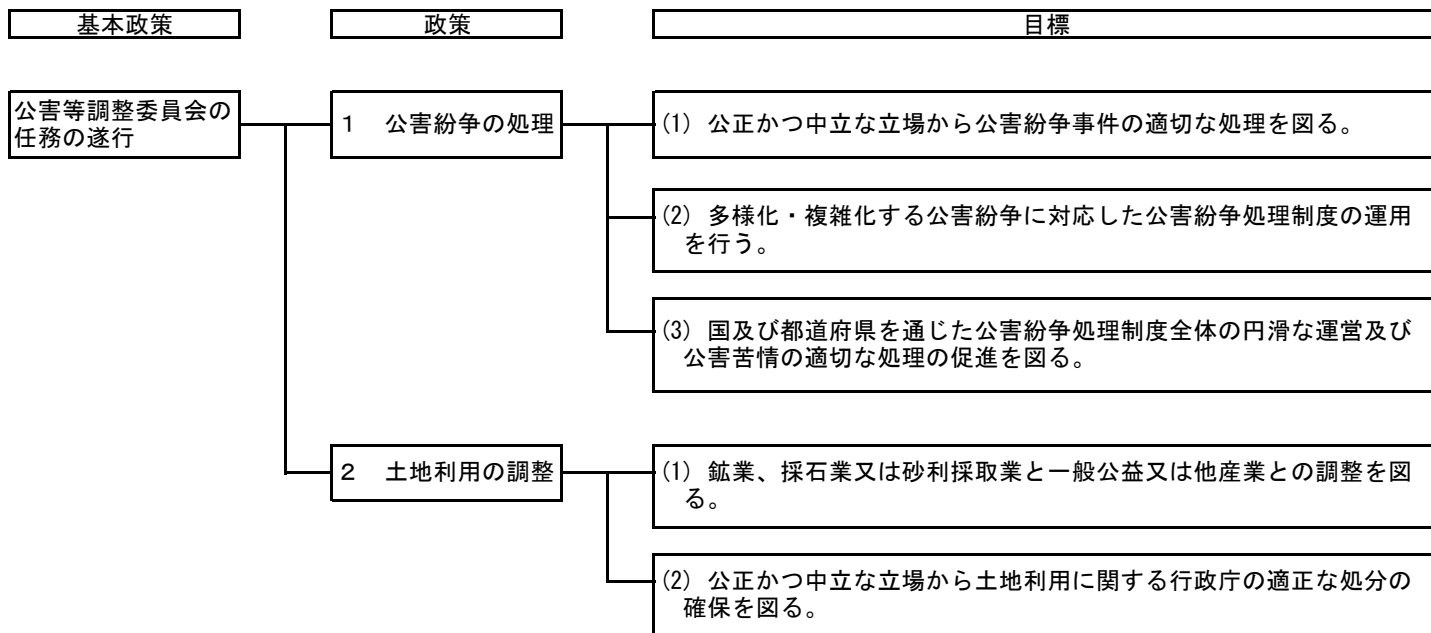 基本政策
政策
目標
公害等調整委員会の
任務の遂行
1　公害紛争の処理
(1) 公正かつ中立な立場から公害紛争事件の適切な処理を図る。
(2) 多様化・複雑化する公害紛争に対応した公害紛争処理制度の運用
を行う。
(3) 国及び都道府県を通じた公害紛争処理制度全体の円滑な運営及び
公害苦情の適切な処理の促進を図る。
2　土地利用の調整
(1) 鉱業、採石業又は砂利採取業と一般公益又は他産業との調整を図
る。
(2) 公正かつ中立な立場から土地利用に関する行政庁の適正な処分の
確保を図る。